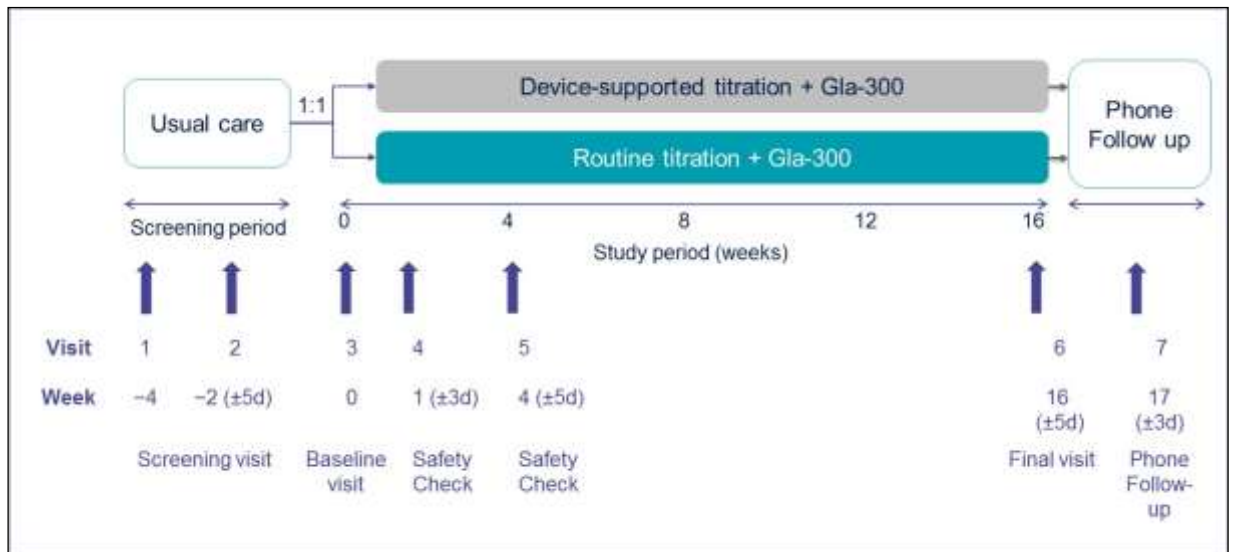 Device-supported titration + Gla-300
Usual care
1:1
Routine titration + Gla-300
Phone
Follow up
Screening period
0 4 8 12 16
Study period (weeks)
Visit 1 2 3 4 5 6 7
Week −4 −2 (±5d) 0 1 (±3d) 4 (±5d) 16 17
(±5d) (±3d)
Screening visit Baseline Safety Safety Final visit Phone
visit Check Check Follow-
up